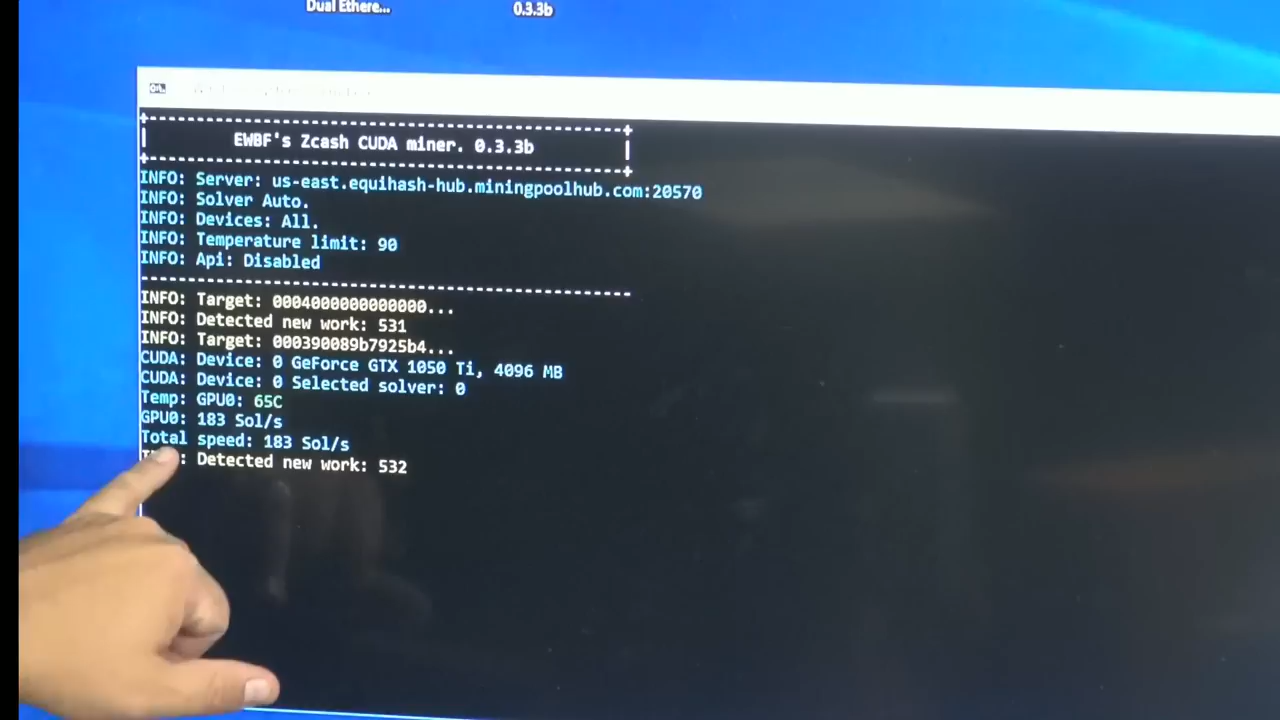 Dual Ethere... 0.3.3b
EWBF's Zcash CUDA miner. 0.3.3b
INFO: Server: us-east.equihash-hub.miningpoolhub.com:20570
INFO: Solver Auto.
INFO: Devices: All.
INFO: Temperature limit: 90
INFO: Api: Disabled
INFO: Target: 0004000000000000...
INFO: Detected new work: 531
INFO: Target: 000390089b7925b4...
CUDA: Device: 0 GeForce GTX 1050 Ti, 4096 MB
CUDA: Device: 0 Selected solver: 0
Temp: GPU0: 65C
GPU0: 183 Sol/s
Total speed: 183 Sol/s
Detected new work: 532